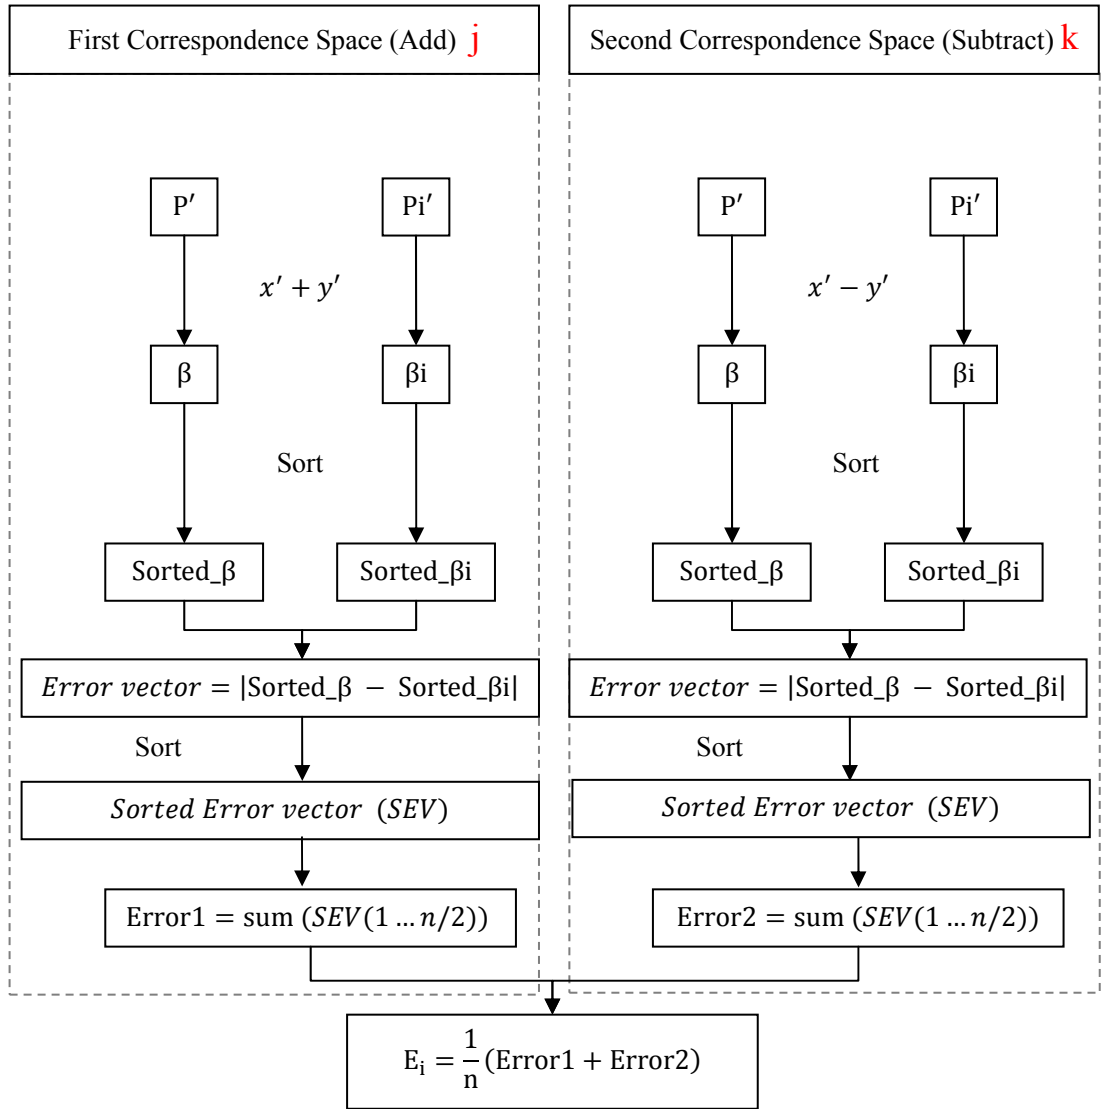 First Correspondence Space (Add) j
P′ Pi′
x′ + y′
β βi
Sort
Sorted_β Sorted_βi
Error vector = |Sorted_β − Sorted_βi|
Sort
Sorted Error vector (SEV)
Error1 = sum (SEV(1 … n/2))
Second Correspondence Space (Subtract) k
P′ Pi′
x′ − y′
β βi
Sort
Sorted_β Sorted_βi
Error vector = |Sorted_β − Sorted_βi|
Sort
Sorted Error vector (SEV)
Error2 = sum (SEV(1 … n/2))
E_i = 1/n (Error1 + Error2)